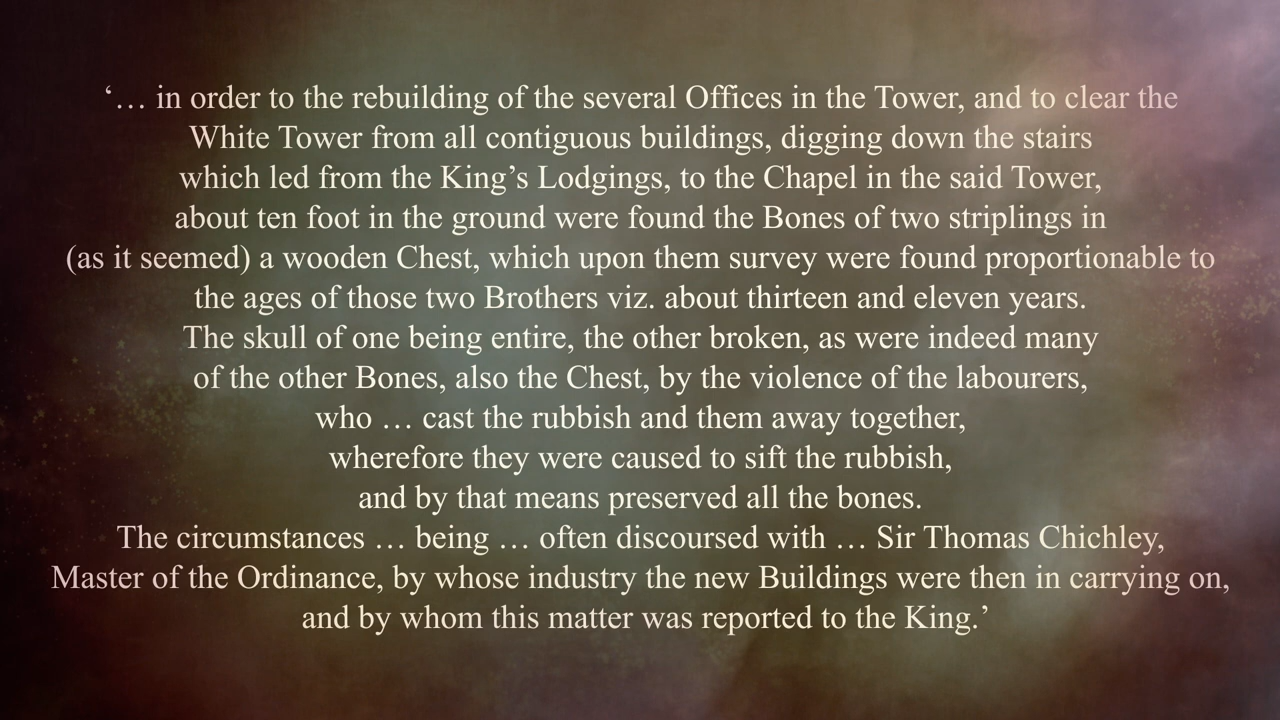 ‘… in order to the rebuilding of the several Offices in the Tower, and to clear the
White Tower from all contiguous buildings, digging down the stairs
which led from the King’s Lodgings, to the Chapel in the said Tower,
about ten foot in the ground were found the Bones of two striplings in
(as it seemed) a wooden Chest, which upon them survey were found proportionable to
the ages of those two Brothers viz. about thirteen and eleven years.
The skull of one being entire, the other broken, as were indeed many
of the other Bones, also the Chest, by the violence of the labourers,
who … cast the rubbish and them away together,
wherefore they were caused to sift the rubbish,
and by that means preserved all the bones.
The circumstances … being … often discoursed with … Sir Thomas Chichley,
Master of the Ordinance, by whose industry the new Buildings were then in carrying on,
and by whom this matter was reported to the King.’